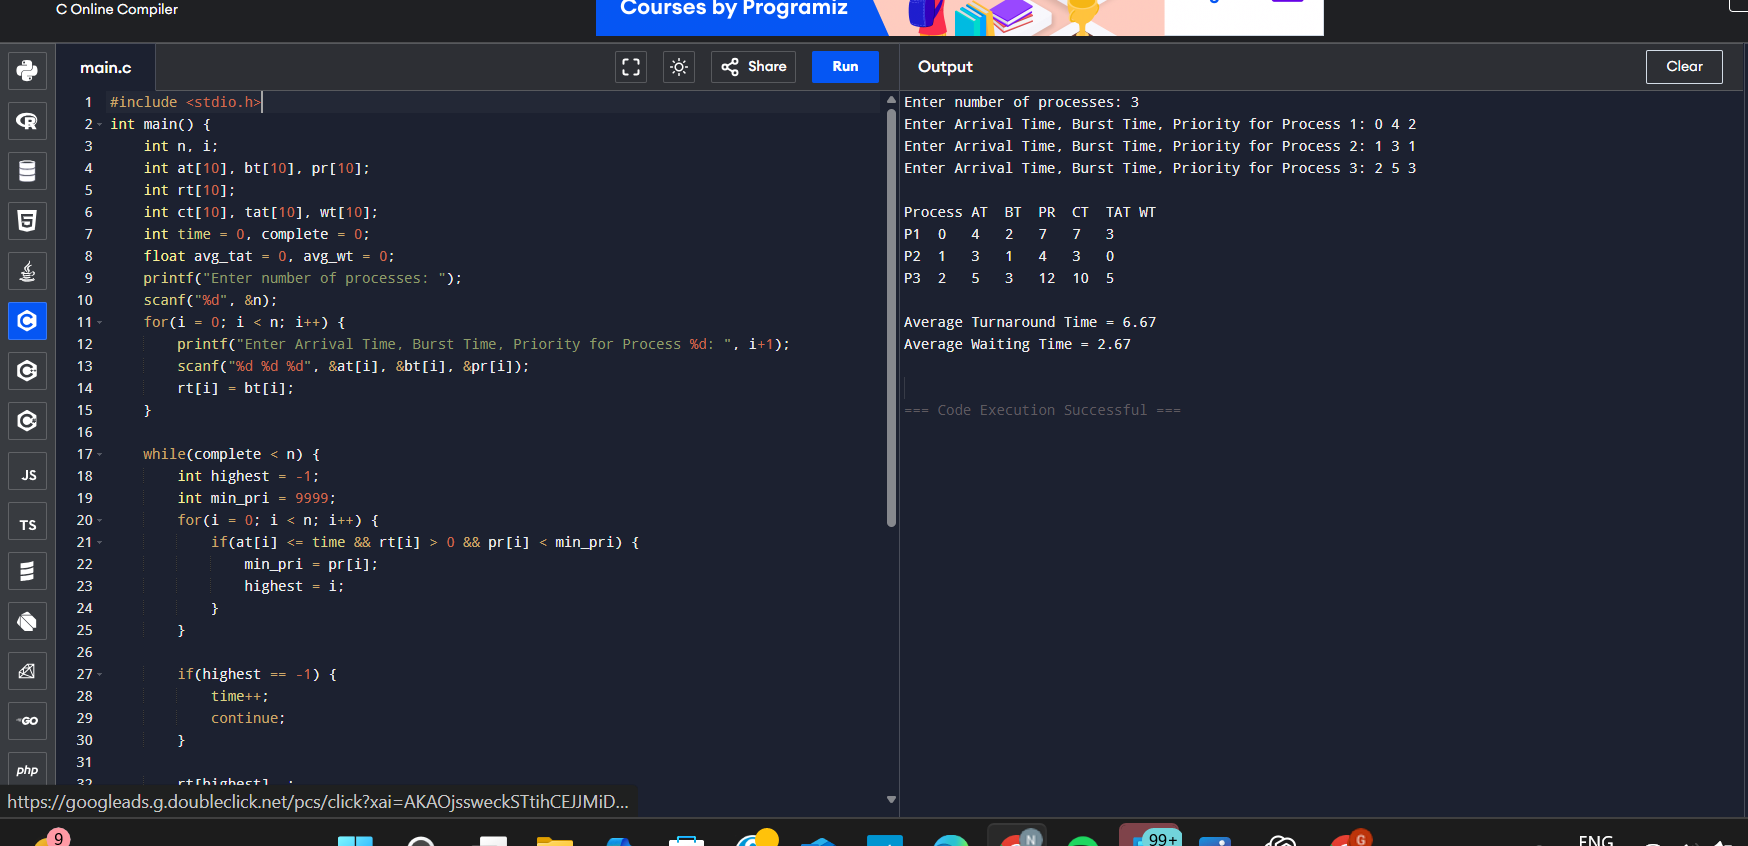 C Online Compiler
Courses by Programiz
main.c
Share
Run
Output
Clear
1 #include <stdio.h>
2 int main() {
3 int n, i;
4 int at[10], bt[10], pr[10];
5 int rt[10];
6 int ct[10], tat[10], wt[10];
7 int time = 0, complete = 0;
8 float avg_tat = 0, avg_wt = 0;
9 printf("Enter number of processes: ");
10 scanf("%d", &n);
11 for(i = 0; i < n; i++) {
12 printf("Enter Arrival Time, Burst Time, Priority for Process %d: ", i+1);
13 scanf("%d %d %d", &at[i], &bt[i], &pr[i]);
14 rt[i] = bt[i];
15 }
16
17 while(complete < n) {
18 int highest = -1;
19 int min_pri = 9999;
20 for(i = 0; i < n; i++) {
21 if(at[i] <= time && rt[i] > 0 && pr[i] < min_pri) {
22 min_pri = pr[i];
23 highest = i;
24 }
25 }
26
27 if(highest == -1) {
28 time++;
29 continue;
30 }
31
32 rt[highest]
Enter number of processes: 3
Enter Arrival Time, Burst Time, Priority for Process 1: 0 4 2
Enter Arrival Time, Burst Time, Priority for Process 2: 1 3 1
Enter Arrival Time, Burst Time, Priority for Process 3: 2 5 3
Process AT BT PR CT TAT WT
P1 0 4 2 7 7 3
P2 1 3 1 4 3 0
P3 2 5 3 12 10 5
Average Turnaround Time = 6.67
Average Waiting Time = 2.67
=== Code Execution Successful ===
R
JS
TS
GO
php
https://googleads.g.doubleclick.net/pcs/click?xai=AKAOjssweckSTtihCEJJMiD...
9
N
99+
G
ENG